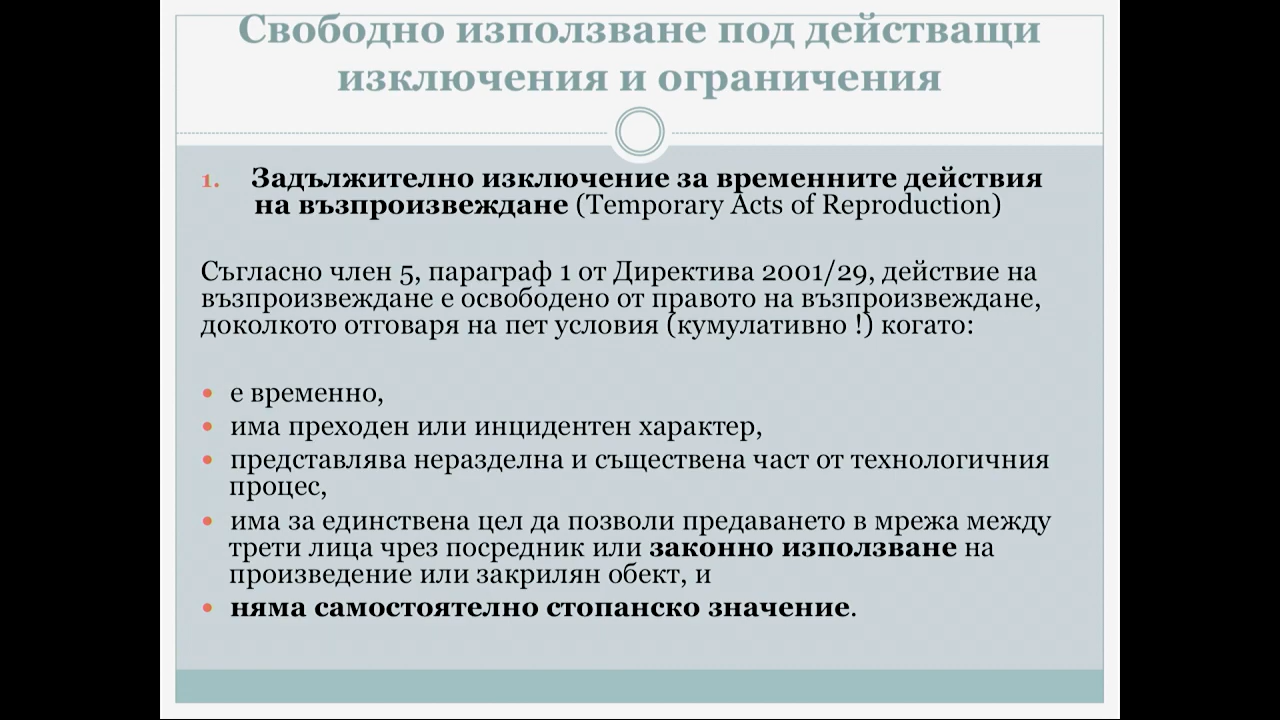 Свободно използване под действащи
изключения и ограничения
1. Задължително изключение за временните действия
на възпроизвеждане (Temporary Acts of Reproduction)
Съгласно член 5, параграф 1 от Директива 2001/29, действие на
възпроизвеждане е освободено от правото на възпроизвеждане,
доколкото отговаря на пет условия (кумулативно !) когато:
• е временно,
• има преходен или инцидентен характер,
• представлява неразделна и съществена част от технологичния
процес,
• има за единствена цел да позволи предаването в мрежа между
трети лица чрез посредник или законно използване на
произведение или закрилян обект, и
• няма самостоятелно стопанско значение.